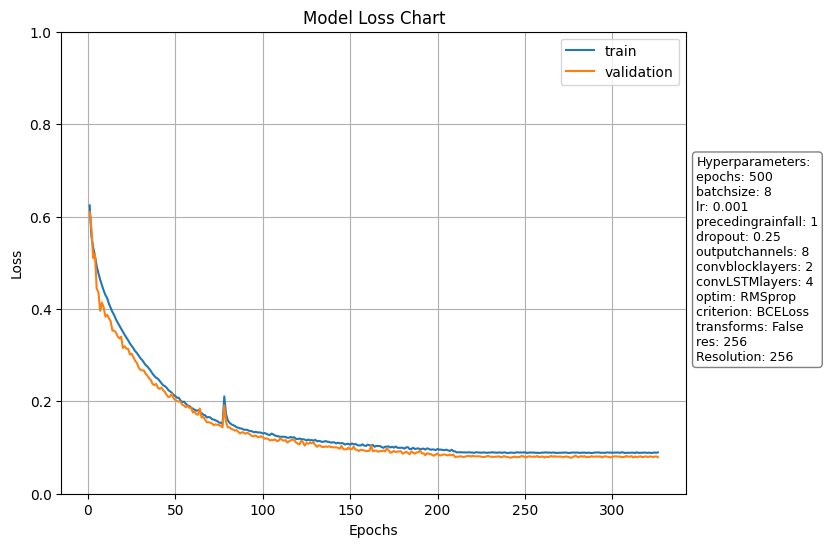 Model Loss Chart
1.0
0.8
0.6
0.4
0.2
0.0
Loss
0
50
100
150
200
250
300
Epochs
train
validation
Hyperparameters:
epochs: 500
batchsize: 8
lr: 0.001
precedingrainfall: 1
dropout: 0.25
outputchannels: 8
convblocklayers: 2
convLSTMlayers: 4
optim: RMSprop
criterion: BCELoss
transforms: False
res: 256
Resolution: 256